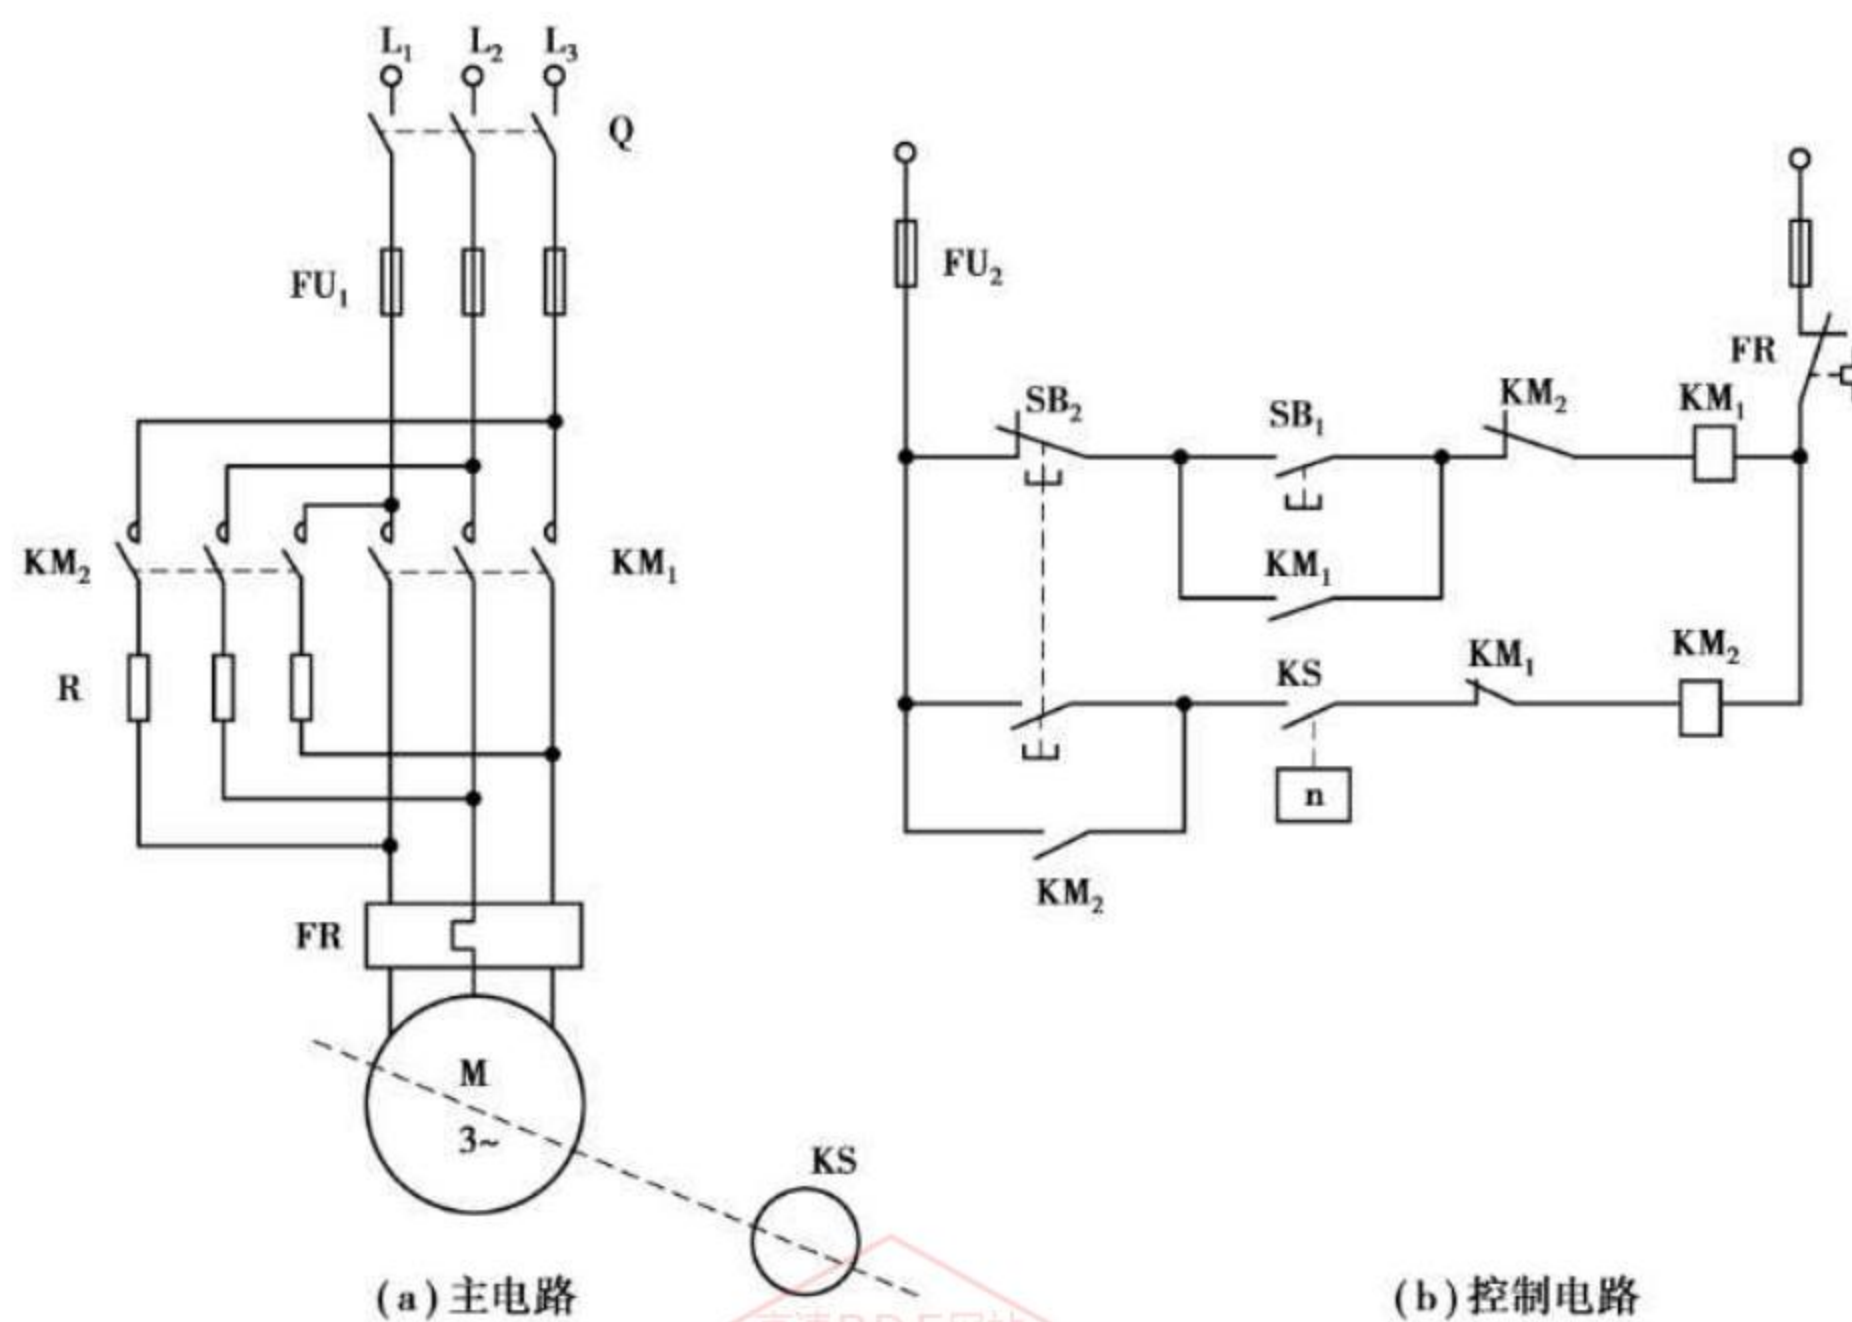 L₁ L₂ L₃
Q
FU₁
KM₂
KM₁
R
FR
M
3~
KS
(a)主电路
FU₂
FR
SB₂
SB₁
KM₂
KM₁
KM₁
KS
KM₁
KM₂
n
KM₂
(b)控制电路